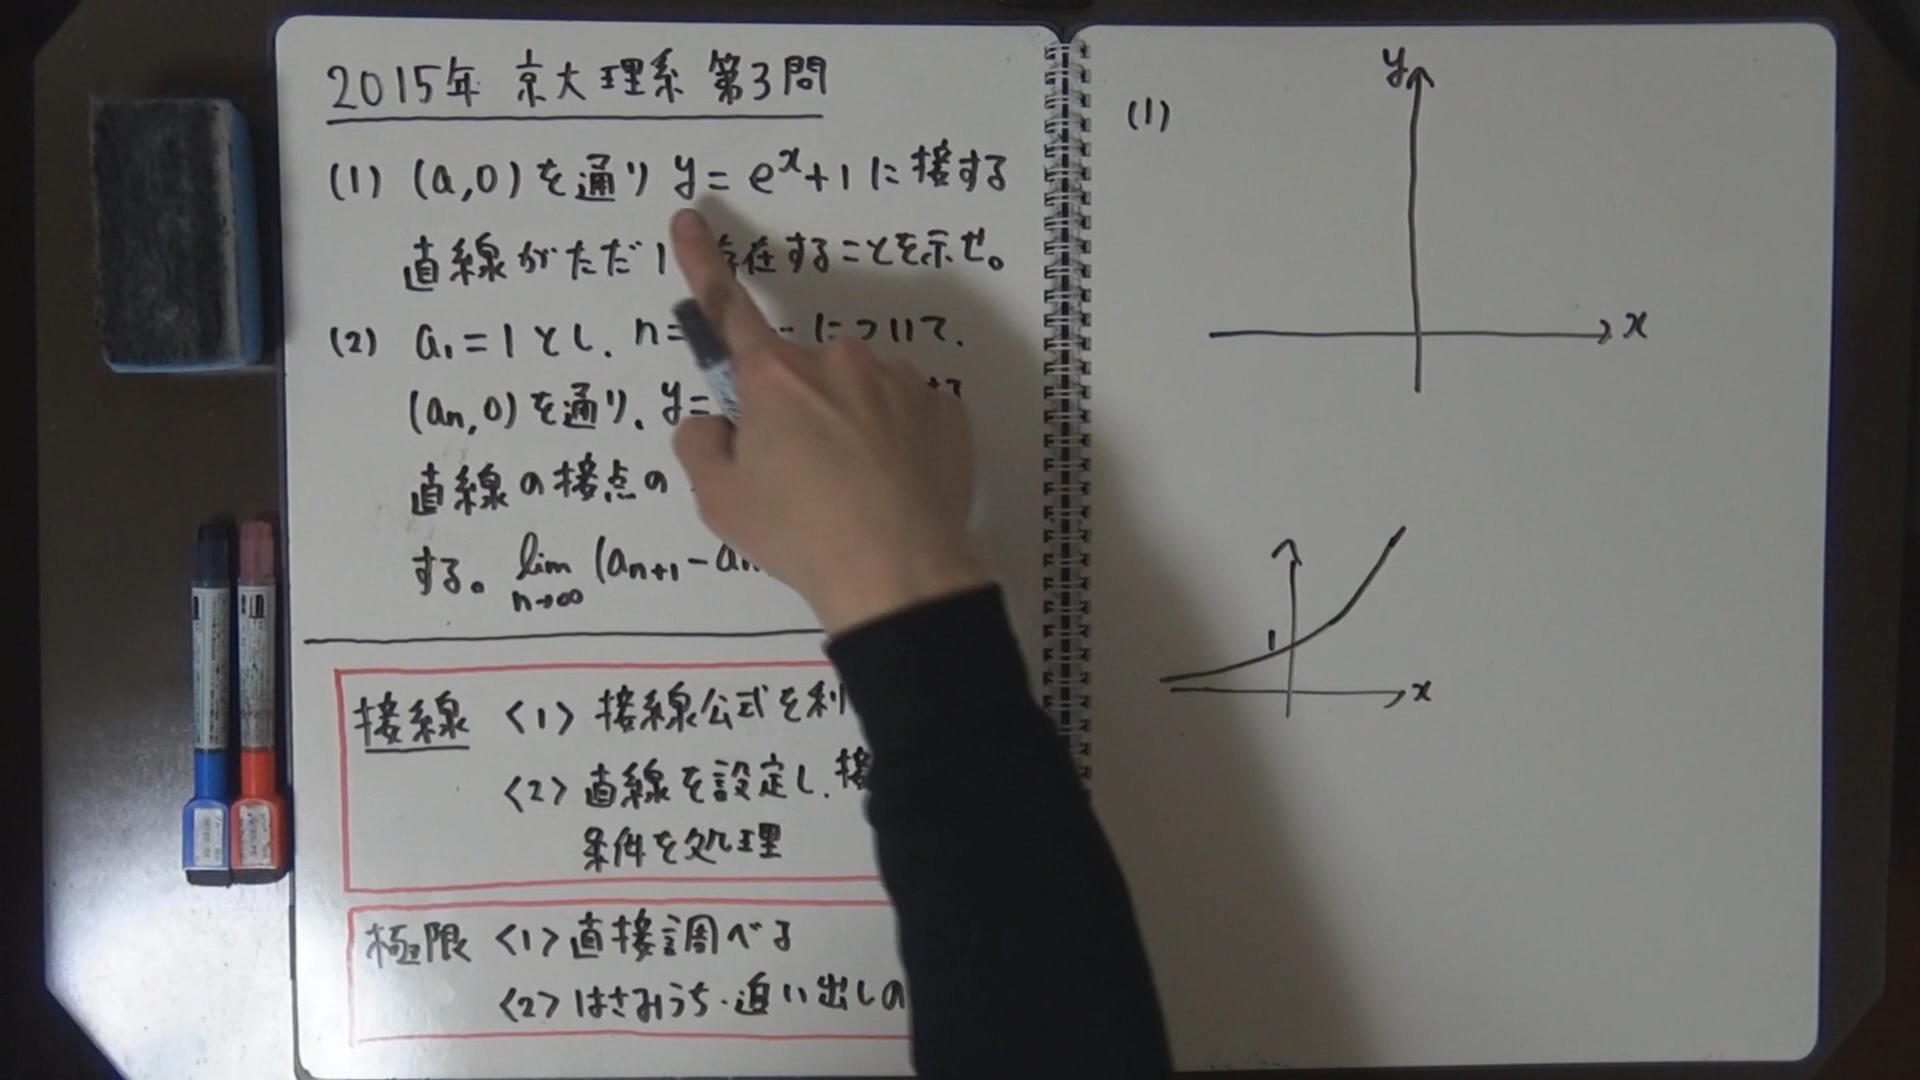 2015年 京大理系 第3問
(1) (a,0)を通り y=e^x+1に接する
直線がただ1 存在することを示せ。
(2) a₁=1とし、n= … について、
(an,0)を通り、y= する
直線の接点の
する。 lim n→∞ (an+1-an
接線 <1> 接線公式を利
<2> 直線を設定し、接
条件を処理
極限 <1> 直接調べる
<2> はさみうち・追い出しの
(1)
y
x
1
x